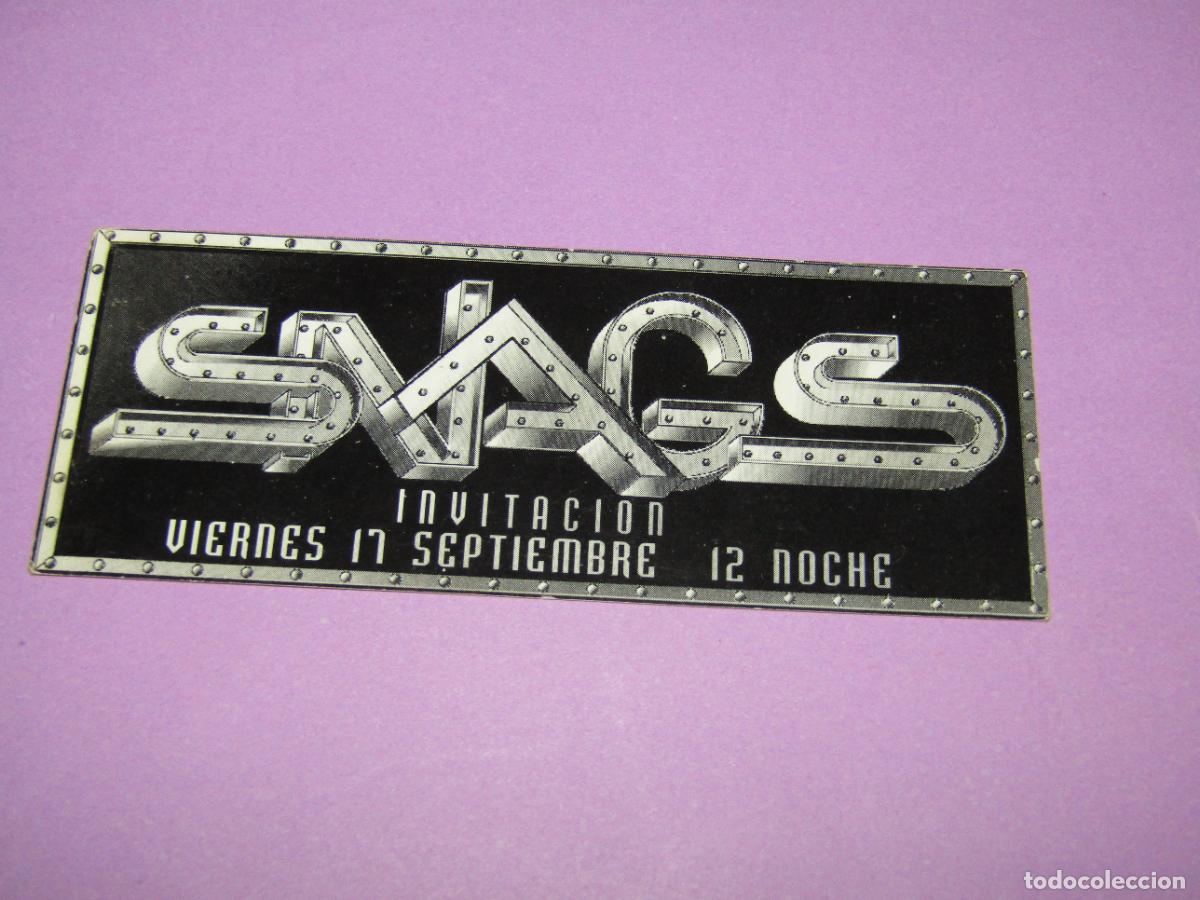 SNAGS
INVITACION
VIERNES 17 SEPTIEMBRE 12 NOCHE
todocoleccion